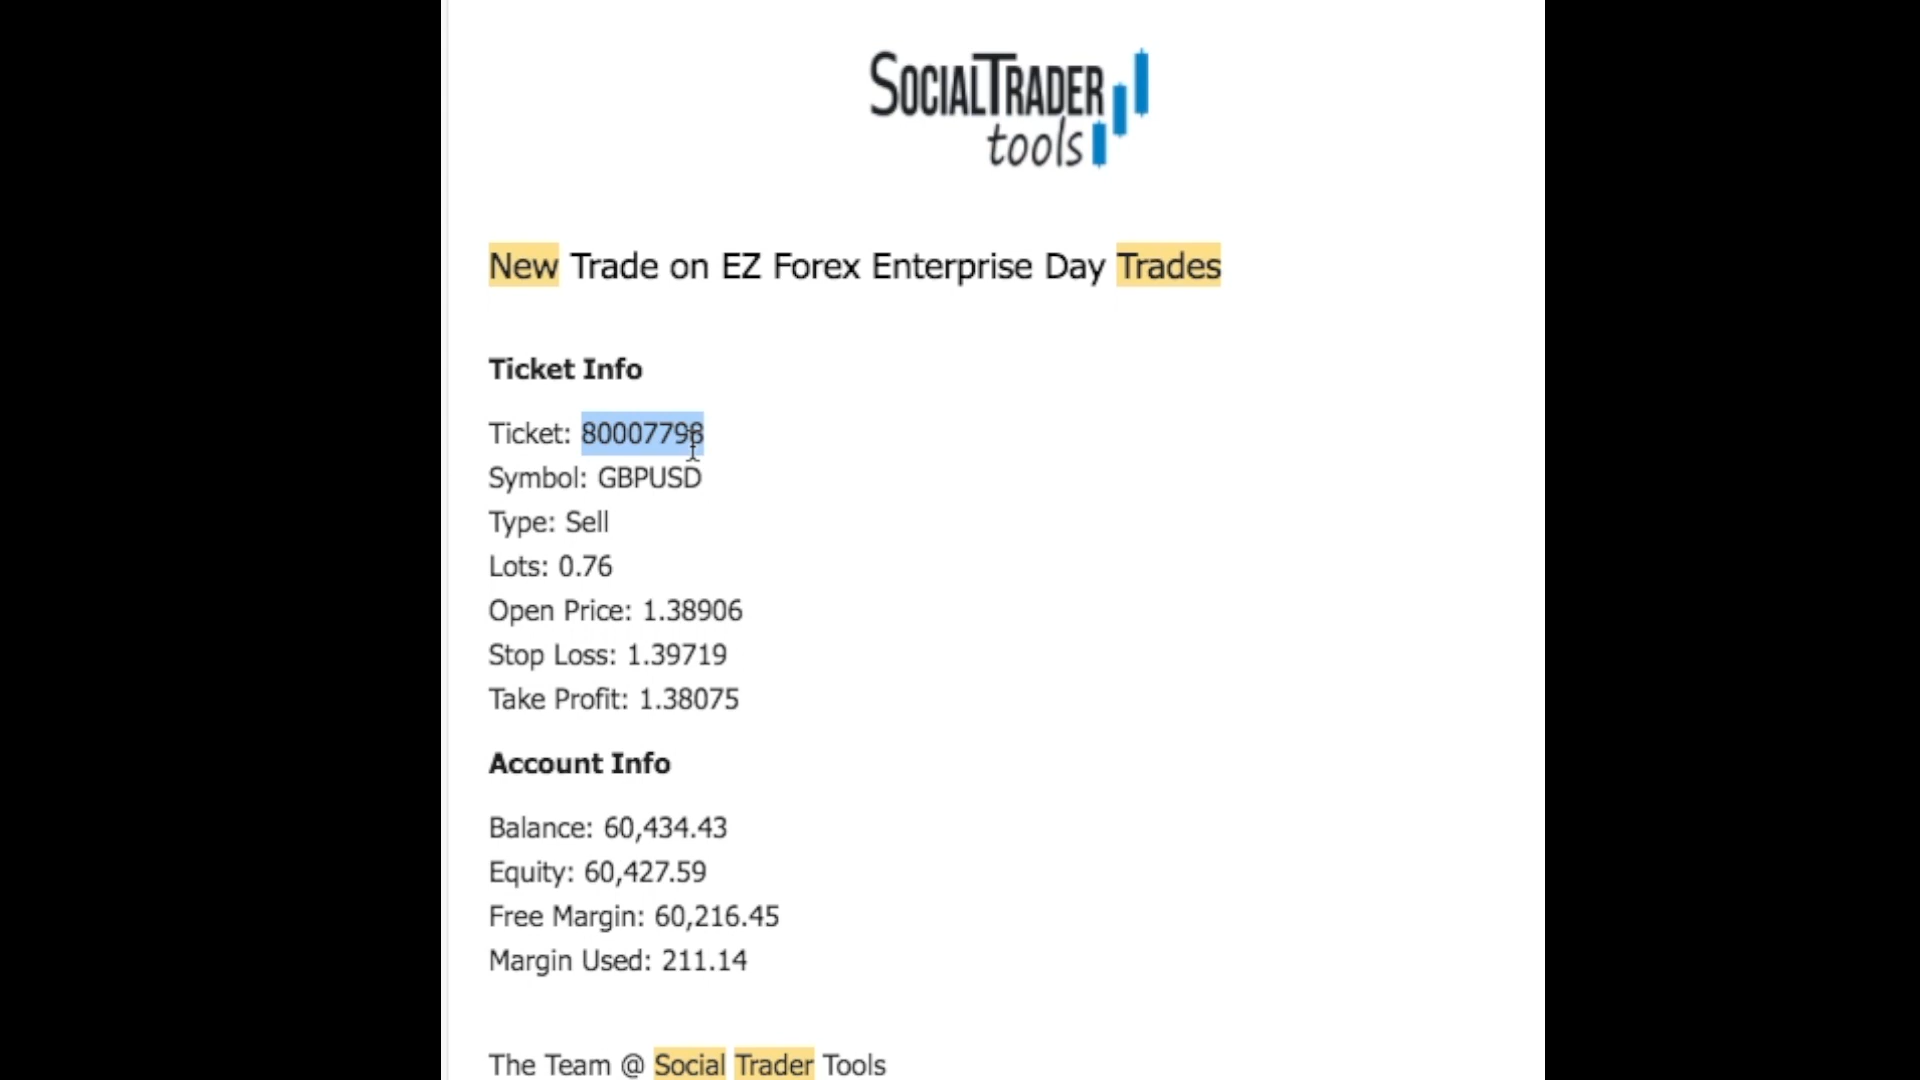 SOCIALTRADER
tools
New Trade on EZ Forex Enterprise Day Trades
Ticket Info
Ticket: 80007798
Symbol: GBPUSD
Type: Sell
Lots: 0.76
Open Price: 1.38906
Stop Loss: 1.39719
Take Profit: 1.38075
Account Info
Balance: 60,434.43
Equity: 60,427.59
Free Margin: 60,216.45
Margin Used: 211.14
The Team @ Social Trader Tools